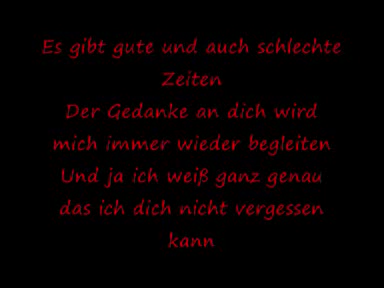 Es gibt gute und auch schlechte
Zeiten
Der Gedanke an dich wird
mich immer wieder begleiten
Und ja ich weiß ganz genau
das ich dich nicht vergessen
kann